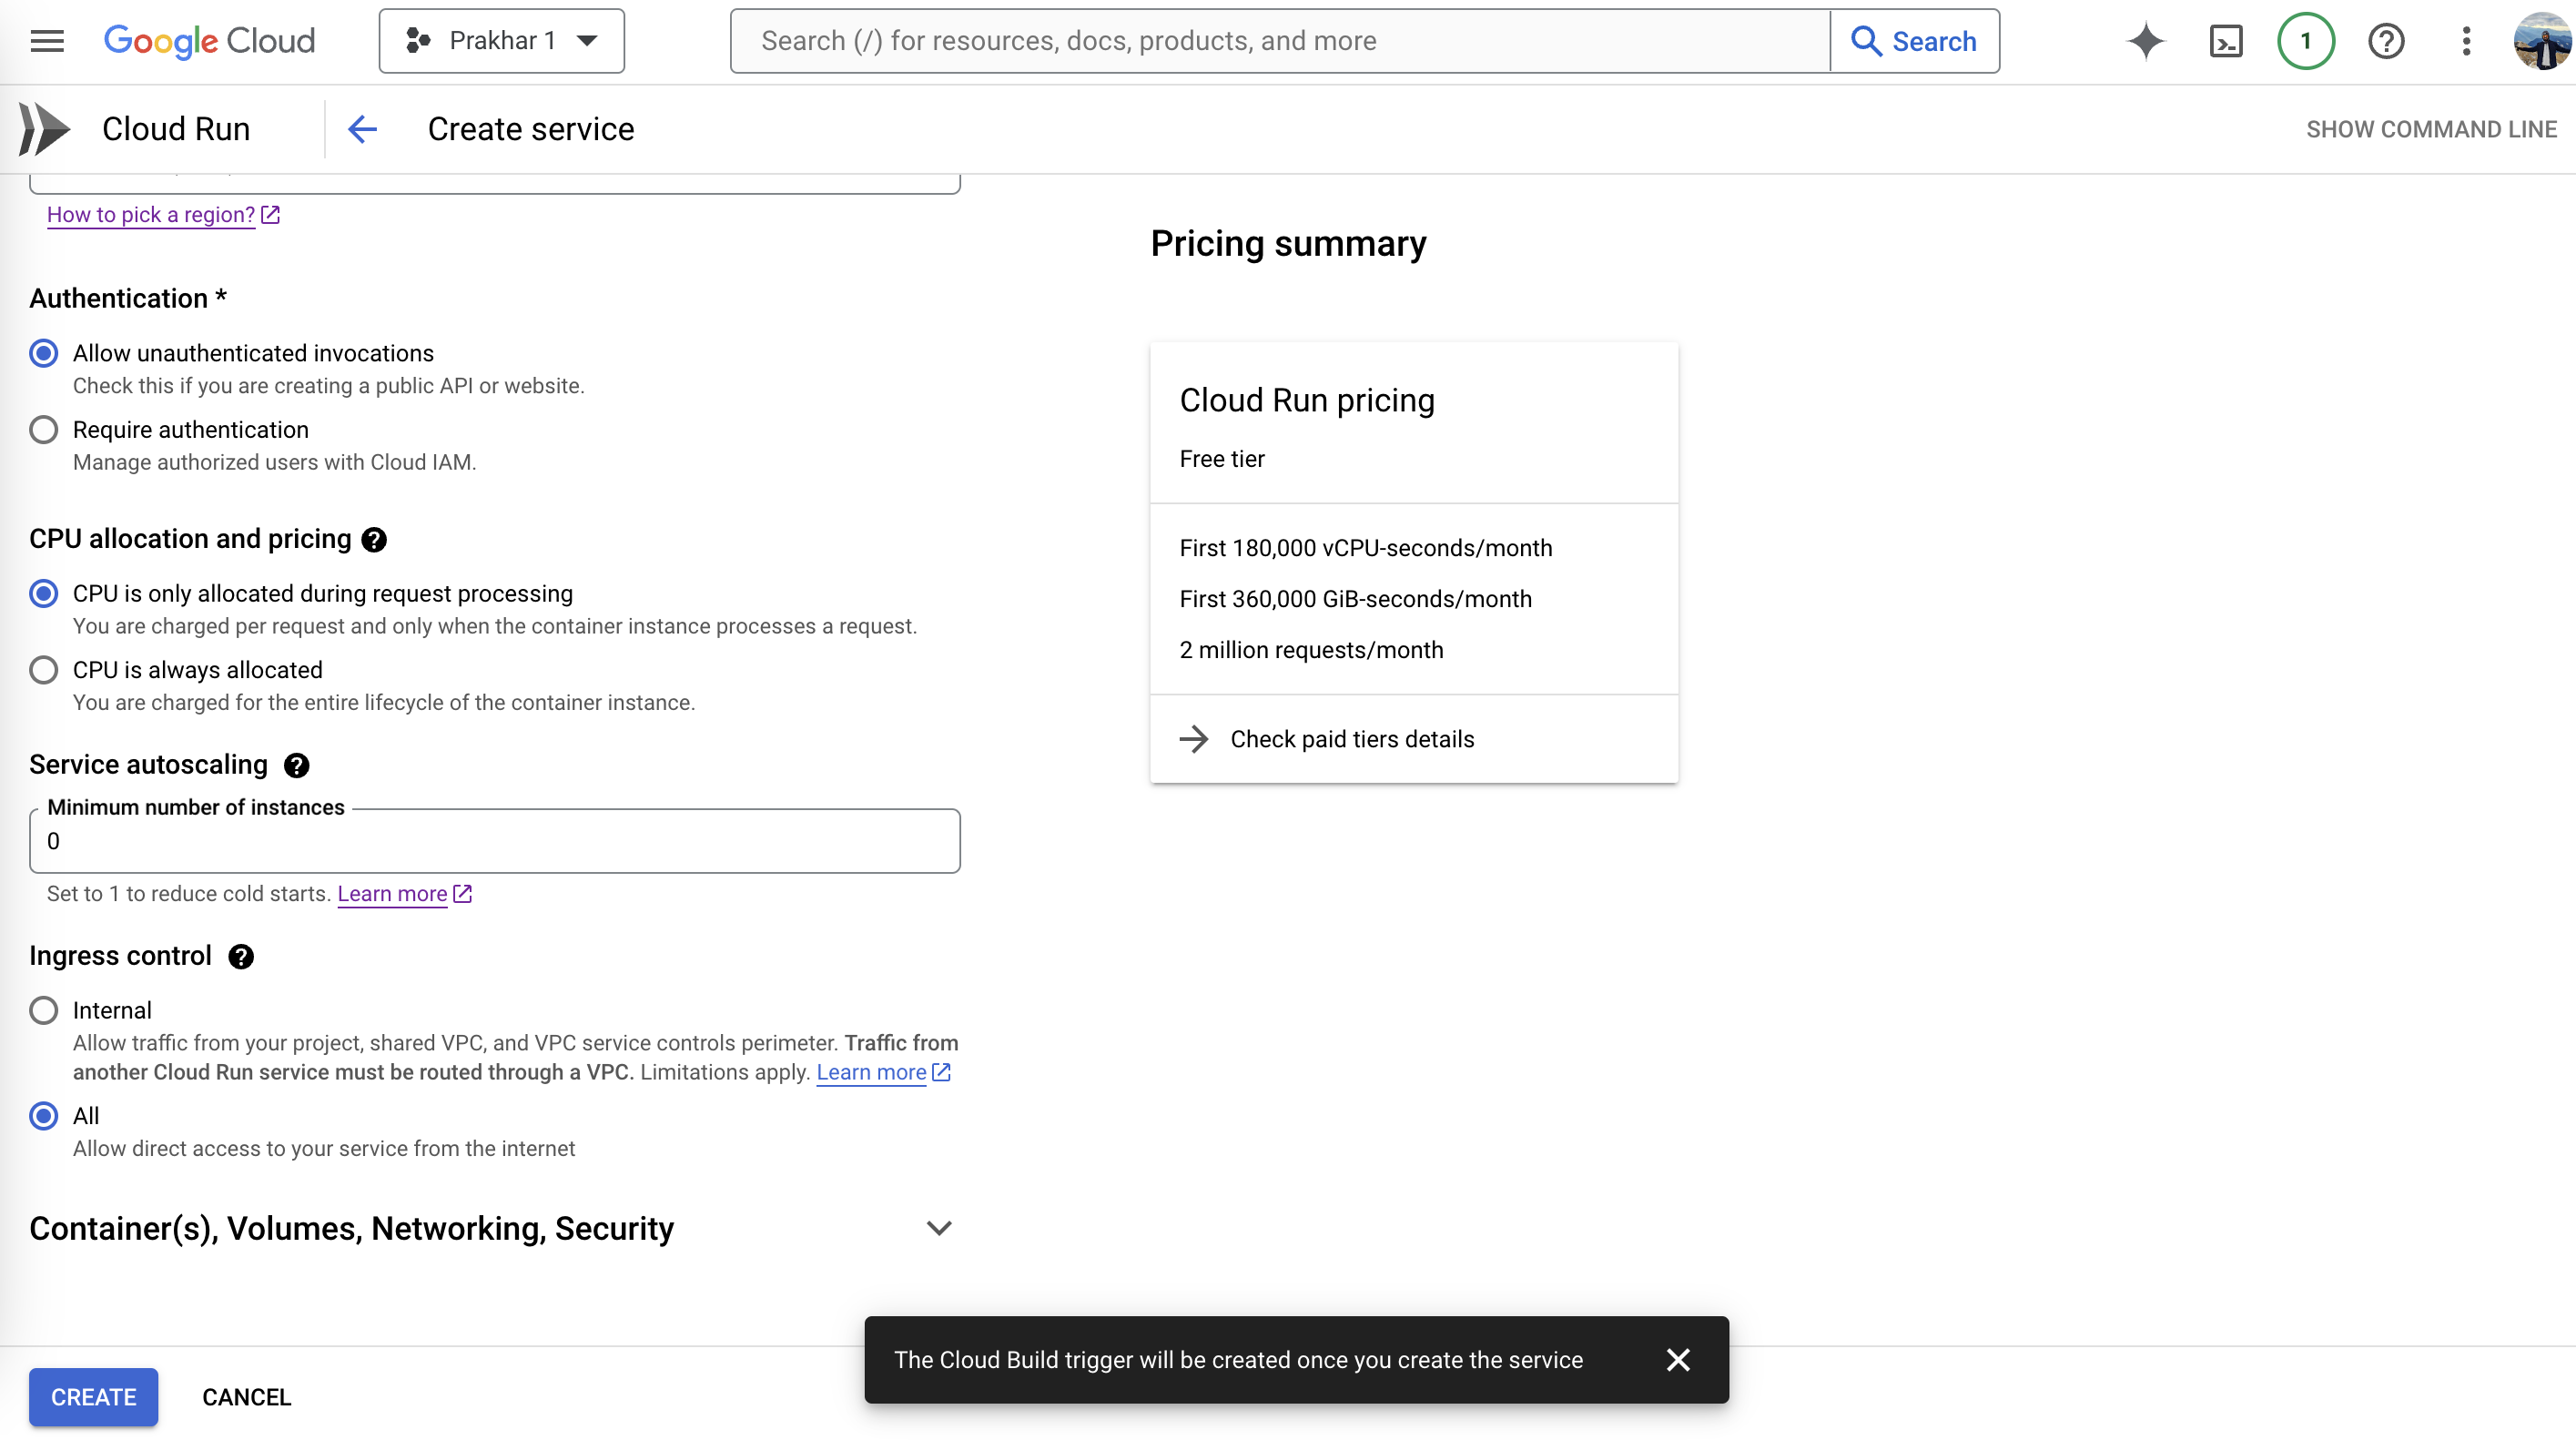 Google Cloud
Prakhar 1
Search (/) for resources, docs, products, and more
Search
1
Cloud Run
Create service
SHOW COMMAND LINE
How to pick a region?
Pricing summary
Authentication *
Allow unauthenticated invocations
Check this if you are creating a public API or website.
Require authentication
Manage authorized users with Cloud IAM.
CPU allocation and pricing
CPU is only allocated during request processing
You are charged per request and only when the container instance processes a request.
CPU is always allocated
You are charged for the entire lifecycle of the container instance.
Service autoscaling
Minimum number of instances
0
Set to 1 to reduce cold starts. Learn more
Ingress control
Internal
Allow traffic from your project, shared VPC, and VPC service controls perimeter. Traffic from
another Cloud Run service must be routed through a VPC. Limitations apply. Learn more
All
Allow direct access to your service from the internet
Container(s), Volumes, Networking, Security
Cloud Run pricing
Free tier
First 180,000 vCPU-seconds/month
First 360,000 GiB-seconds/month
2 million requests/month
Check paid tiers details
The Cloud Build trigger will be created once you create the service
CREATE
CANCEL